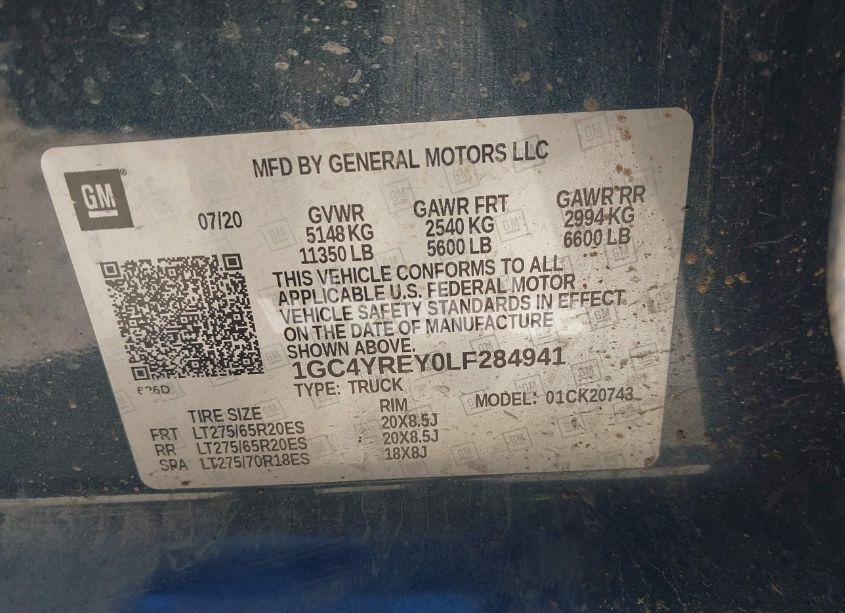 GM
MFD BY GENERAL MOTORS LLC
07/20 GVWR GAWR FRT GAWR RR
5148 KG 2540 KG 2994 KG
11350 LB 5600 LB 6600 LB
THIS VEHICLE CONFORMS TO ALL
APPLICABLE U.S. FEDERAL MOTOR
VEHICLE SAFETY STANDARDS IN EFFECT
ON THE DATE OF MANUFACTURE
SHOWN ABOVE.
1GC4YREY0LF284941
TYPE: TRUCK MODEL: 01CK20743
TIRE SIZE RIM
FRT LT275/65R20ES 20X8.5J
RR LT275/65R20ES 20X8.5J
SPA LT275/70R18ES 18X8J